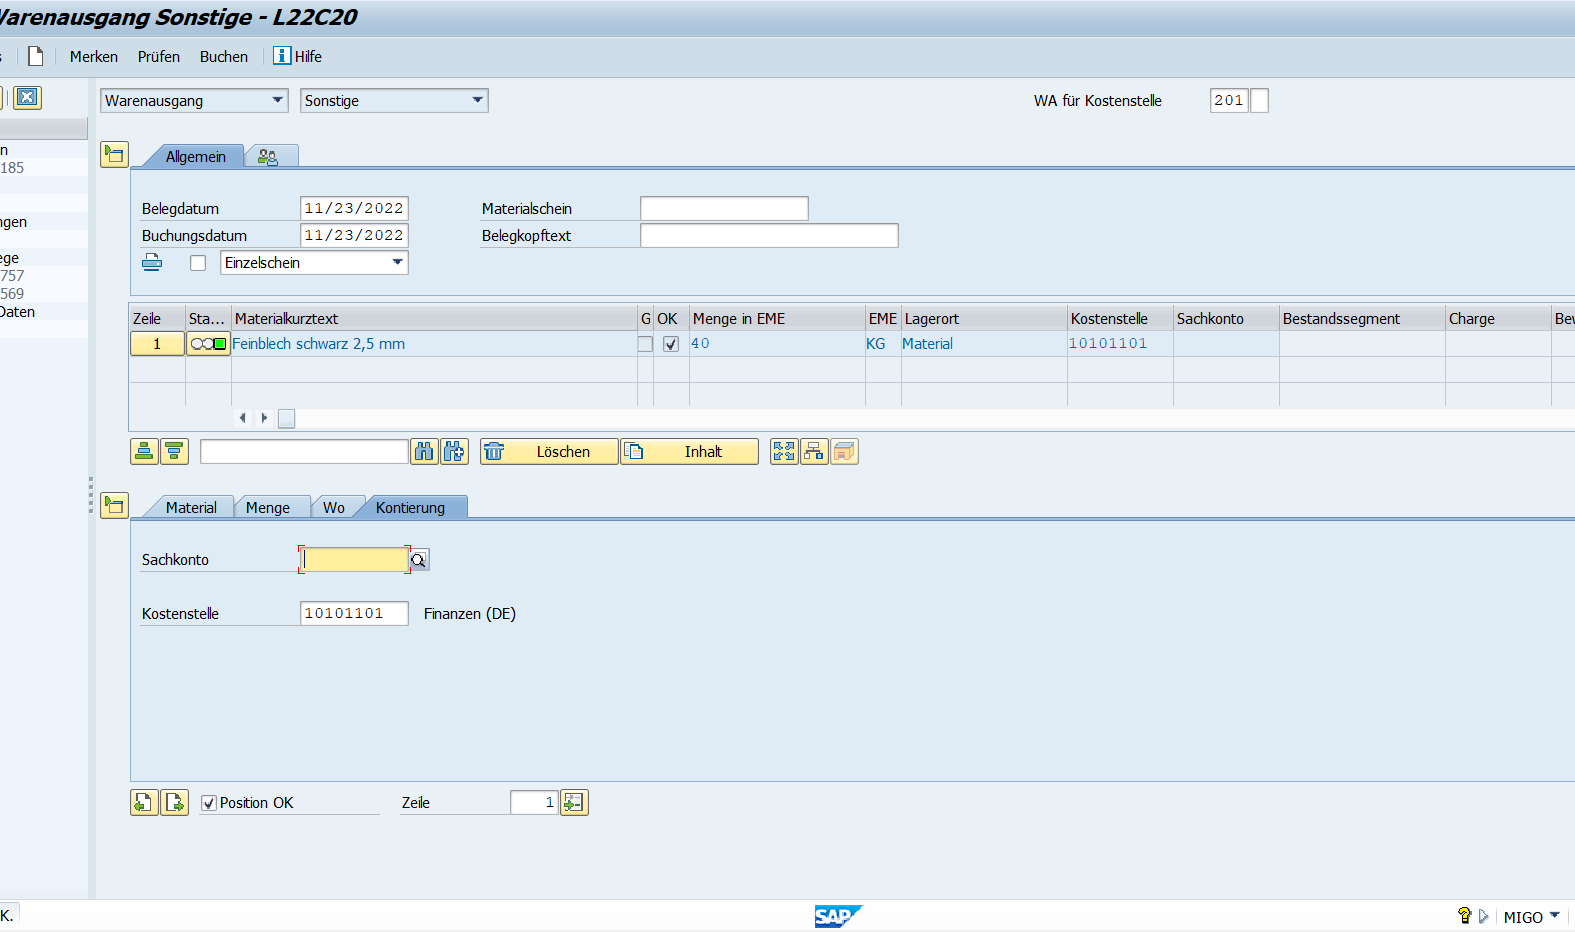 Warenausgang Sonstige - L22C20
Merken Prüfen Buchen Hilfe
Warenausgang Sonstige WA für Kostenstelle 201
n
185
ngen
ege
757
569
Daten
Allgemein
Belegdatum 11/23/2022 Materialschein
Buchungsdatum 11/23/2022 Belegkopftext
Einzelschein
Zeile Sta... Materialkurztext G OK Menge in EME EME Lagerort Kostenstelle Sachkonto Bestandssegment Charge Bew
1 Feinblech schwarz 2,5 mm 40 KG Material 10101101
Löschen Inhalt
Material Menge Wo Kontierung
Sachkonto
Kostenstelle 10101101 Finanzen (DE)
Position OK Zeile 1
K. SAP MIGO